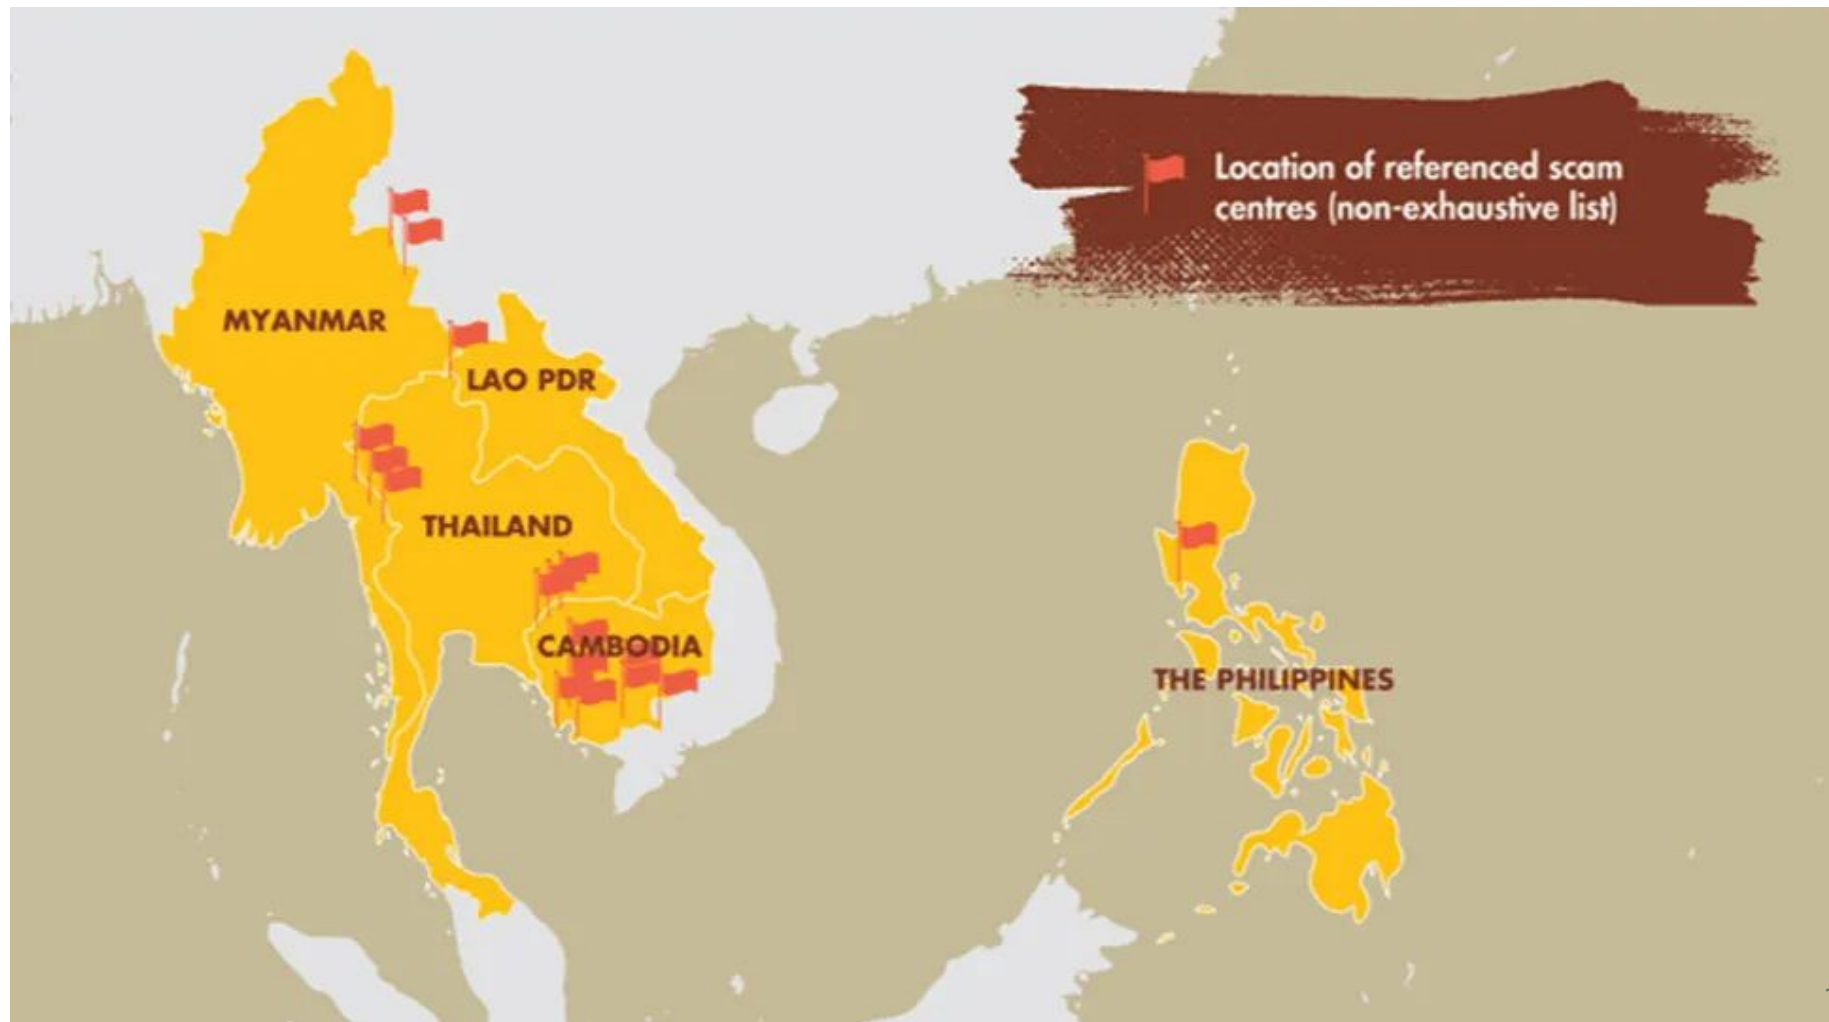 Location of referenced scam
centres (non-exhaustive list)
MYANMAR
LAO PDR
THAILAND
CAMBODIA
THE PHILIPPINES